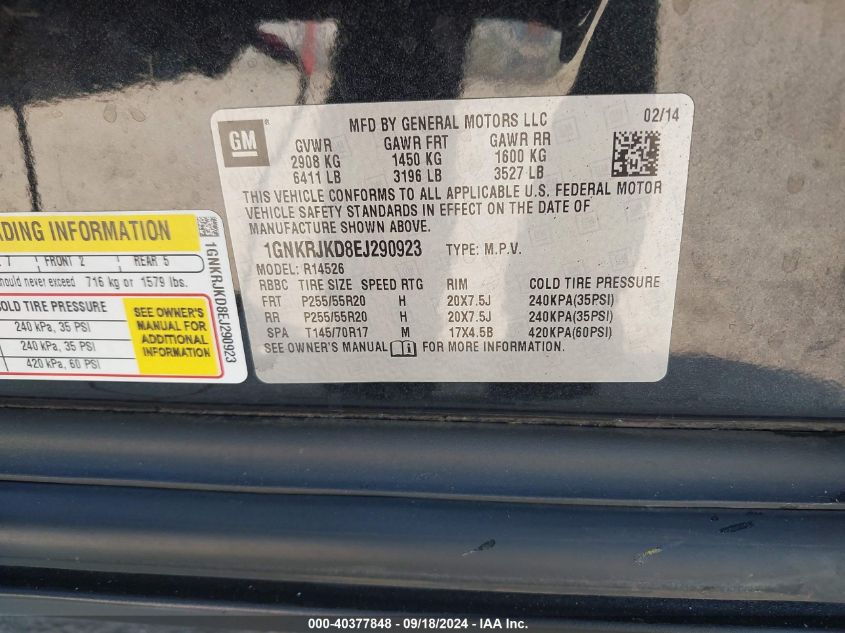 GM
MFD BY GENERAL MOTORS LLC 02/14
GVWR GAWR FRT GAWR RR
2908 KG 1450 KG 1600 KG
6411 LB 3196 LB 3527 LB
THIS VEHICLE CONFORMS TO ALL APPLICABLE U.S. FEDERAL MOTOR
VEHICLE SAFETY STANDARDS IN EFFECT ON THE DATE OF
MANUFACTURE SHOWN ABOVE.
1GNKRJKD8EJ290923 TYPE: M.P.V.
MODEL: R14526
RBBC TIRE SIZE SPEED RTG RIM COLD TIRE PRESSURE
FRT P255/55R20 H 20X7.5J 240KPA(35PSI)
RR P255/55R20 H 20X7.5J 240KPA(35PSI)
SPA T145/70R17 M 17X4.5B 420KPA(60PSI)
SEE OWNER'S MANUAL FOR MORE INFORMATION.
ADING INFORMATION
7 FRONT 2 REAR 5
hould never exceed 716 kg or 1579 lbs.
COLD TIRE PRESSURE
240 kPa, 35 PSI
240 kPa, 35 PSI
420 kPa, 60 PSI
SEE OWNER'S
MANUAL FOR
ADDITIONAL
INFORMATION
1GNKRJKD8EJ290923
000-40377848 - 09/18/2024 - IAA Inc.